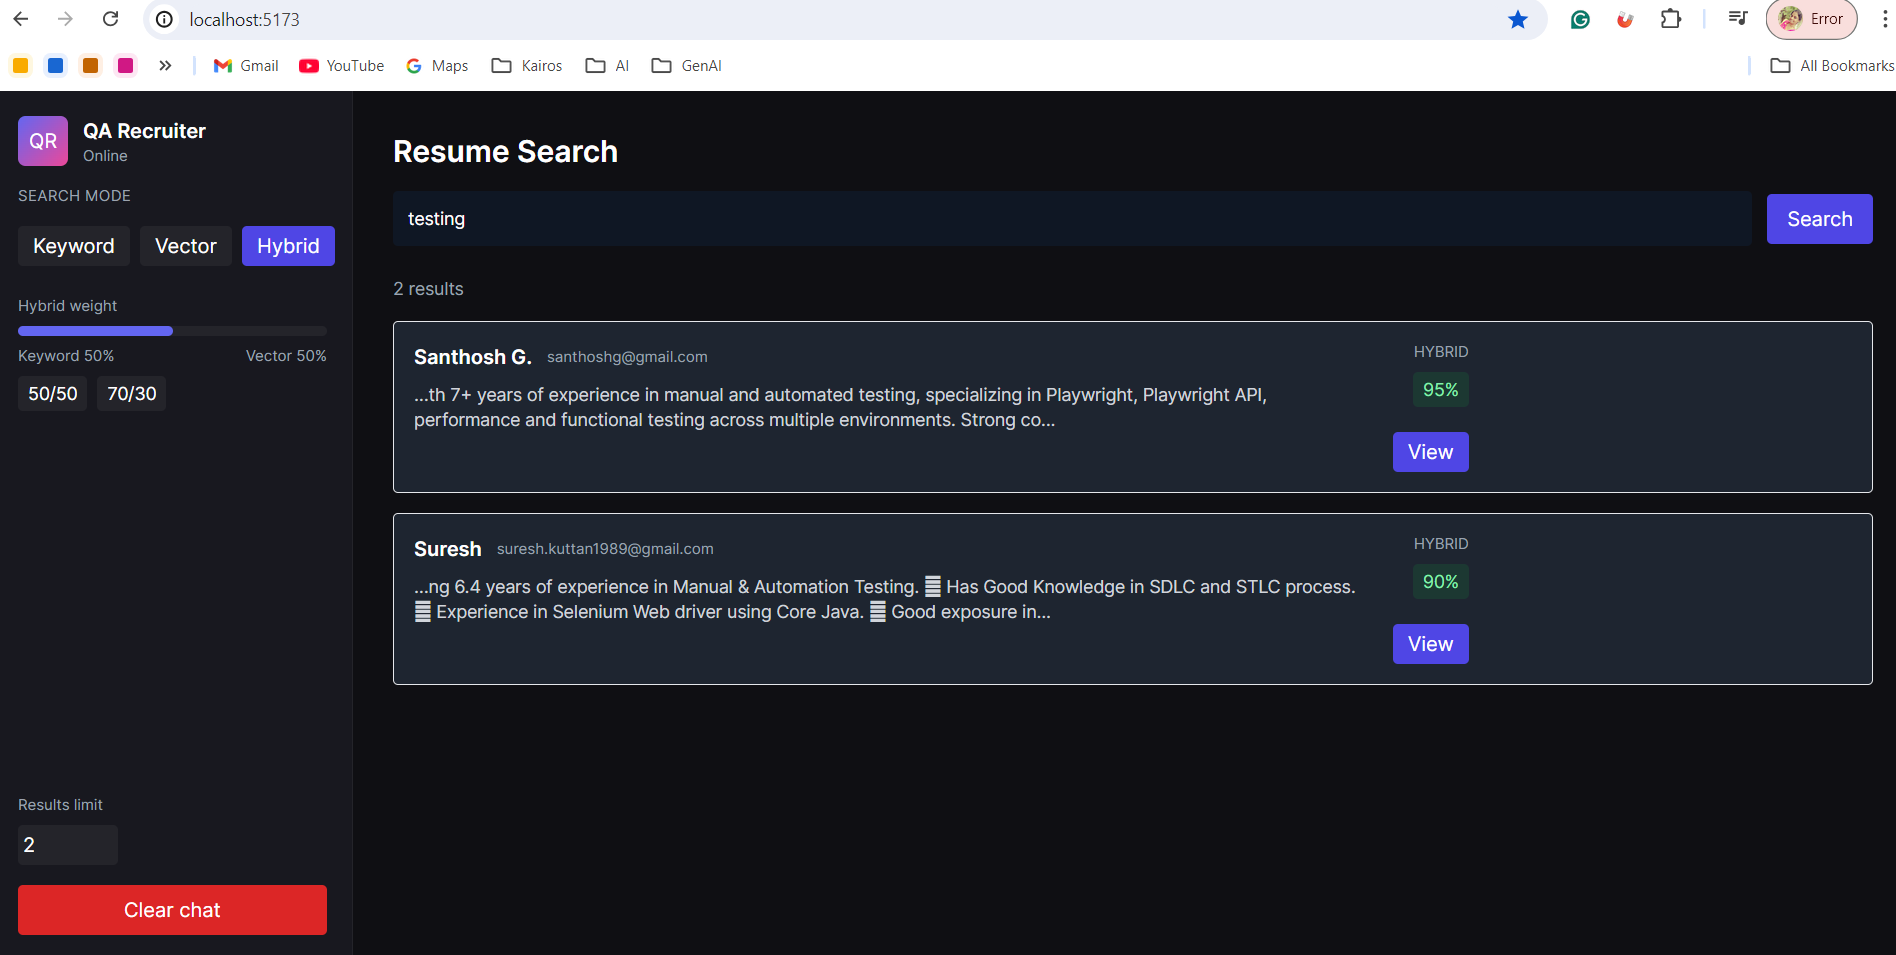 localhost:5173
Error
Gmail
YouTube
Maps
Kairos
AI
GenAI
All Bookmarks
QR
QA Recruiter
Online
SEARCH MODE
Keyword
Vector
Hybrid
Hybrid weight
Keyword 50%
Vector 50%
50/50
70/30
Results limit
2
Clear chat
Resume Search
testing
Search
2 results
Santhosh G. santhoshg@gmail.com
...th 7+ years of experience in manual and automated testing, specializing in Playwright, Playwright API,
performance and functional testing across multiple environments. Strong co...
HYBRID
95%
View
Suresh suresh.kuttan1989@gmail.com
...ng 6.4 years of experience in Manual & Automation Testing. ䷀ Has Good Knowledge in SDLC and STLC process.
䷀ Experience in Selenium Web driver using Core Java. ䷀ Good exposure in...
HYBRID
90%
View